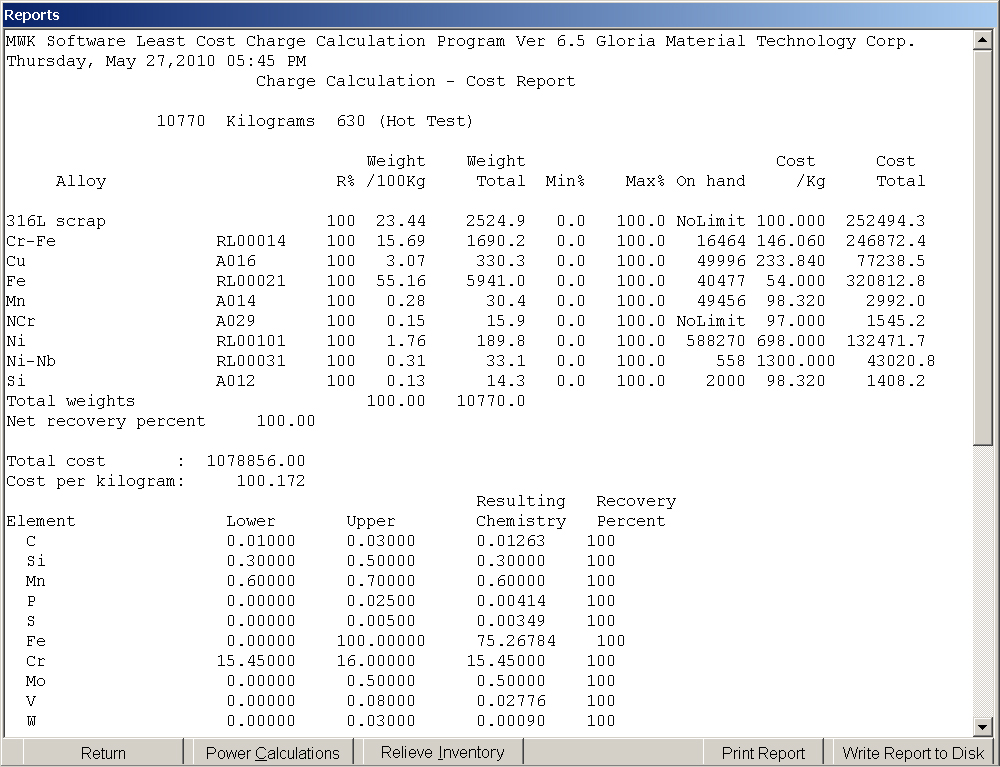 Reports
MWK Software Least Cost Charge Calculation Program Ver 6.5 Gloria Material Technology Corp.
Thursday, May 27,2010 05:45 PM
Charge Calculation - Cost Report
10770 Kilograms 630 (Hot Test)
Weight Weight Cost Cost
Alloy R% /100Kg Total Min% Max% On hand /Kg Total
316L scrap 100 23.44 2524.9 0.0 100.0 NoLimit 100.000 252494.3
Cr-Fe RL00014 100 15.69 1690.2 0.0 100.0 16464 146.060 246872.4
Cu A016 100 3.07 330.3 0.0 100.0 49996 233.840 77238.5
Fe RL00021 100 55.16 5941.0 0.0 100.0 40477 54.000 320812.8
Mn A014 100 0.28 30.4 0.0 100.0 49456 98.320 2992.0
NCr A029 100 0.15 15.9 0.0 100.0 NoLimit 97.000 1545.2
Ni RL00101 100 1.76 189.8 0.0 100.0 588270 698.000 132471.7
Ni-Nb RL00031 100 0.31 33.1 0.0 100.0 558 1300.000 43020.8
Si A012 100 0.13 14.3 0.0 100.0 2000 98.320 1408.2
Total weights 100.00 10770.0
Net recovery percent 100.00
Total cost : 1078856.00
Cost per kilogram: 100.172
Resulting Recovery
Element Lower Upper Chemistry Percent
C 0.01000 0.03000 0.01263 100
Si 0.30000 0.50000 0.30000 100
Mn 0.60000 0.70000 0.60000 100
P 0.00000 0.02500 0.00414 100
S 0.00000 0.00500 0.00349 100
Fe 0.00000 100.00000 75.26784 100
Cr 15.45000 16.00000 15.45000 100
Mo 0.00000 0.50000 0.50000 100
V 0.00000 0.08000 0.02776 100
W 0.00000 0.03000 0.00090 100
Return Power Calculations Relieve Inventory Print Report Write Report to Disk